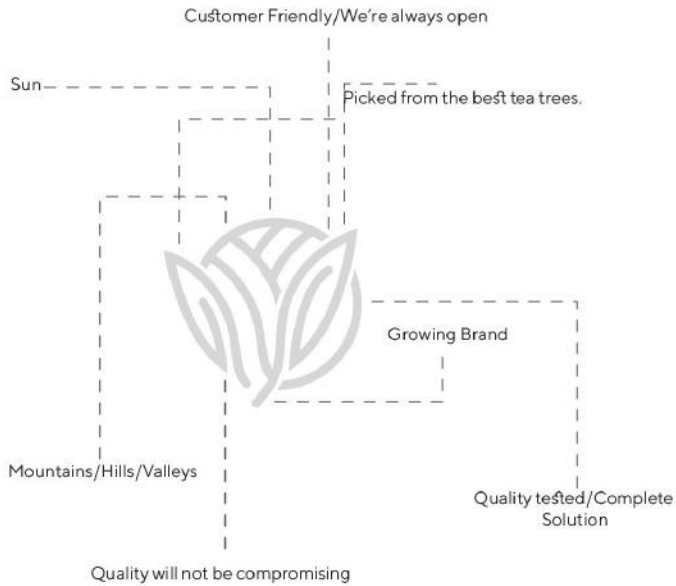 Customer Friendly/We're always open
Sun
Picked from the best tea trees.
Growing Brand
Mountains/Hills/Valleys
Quality tested/Complete
Solution
Quality will not be compromising